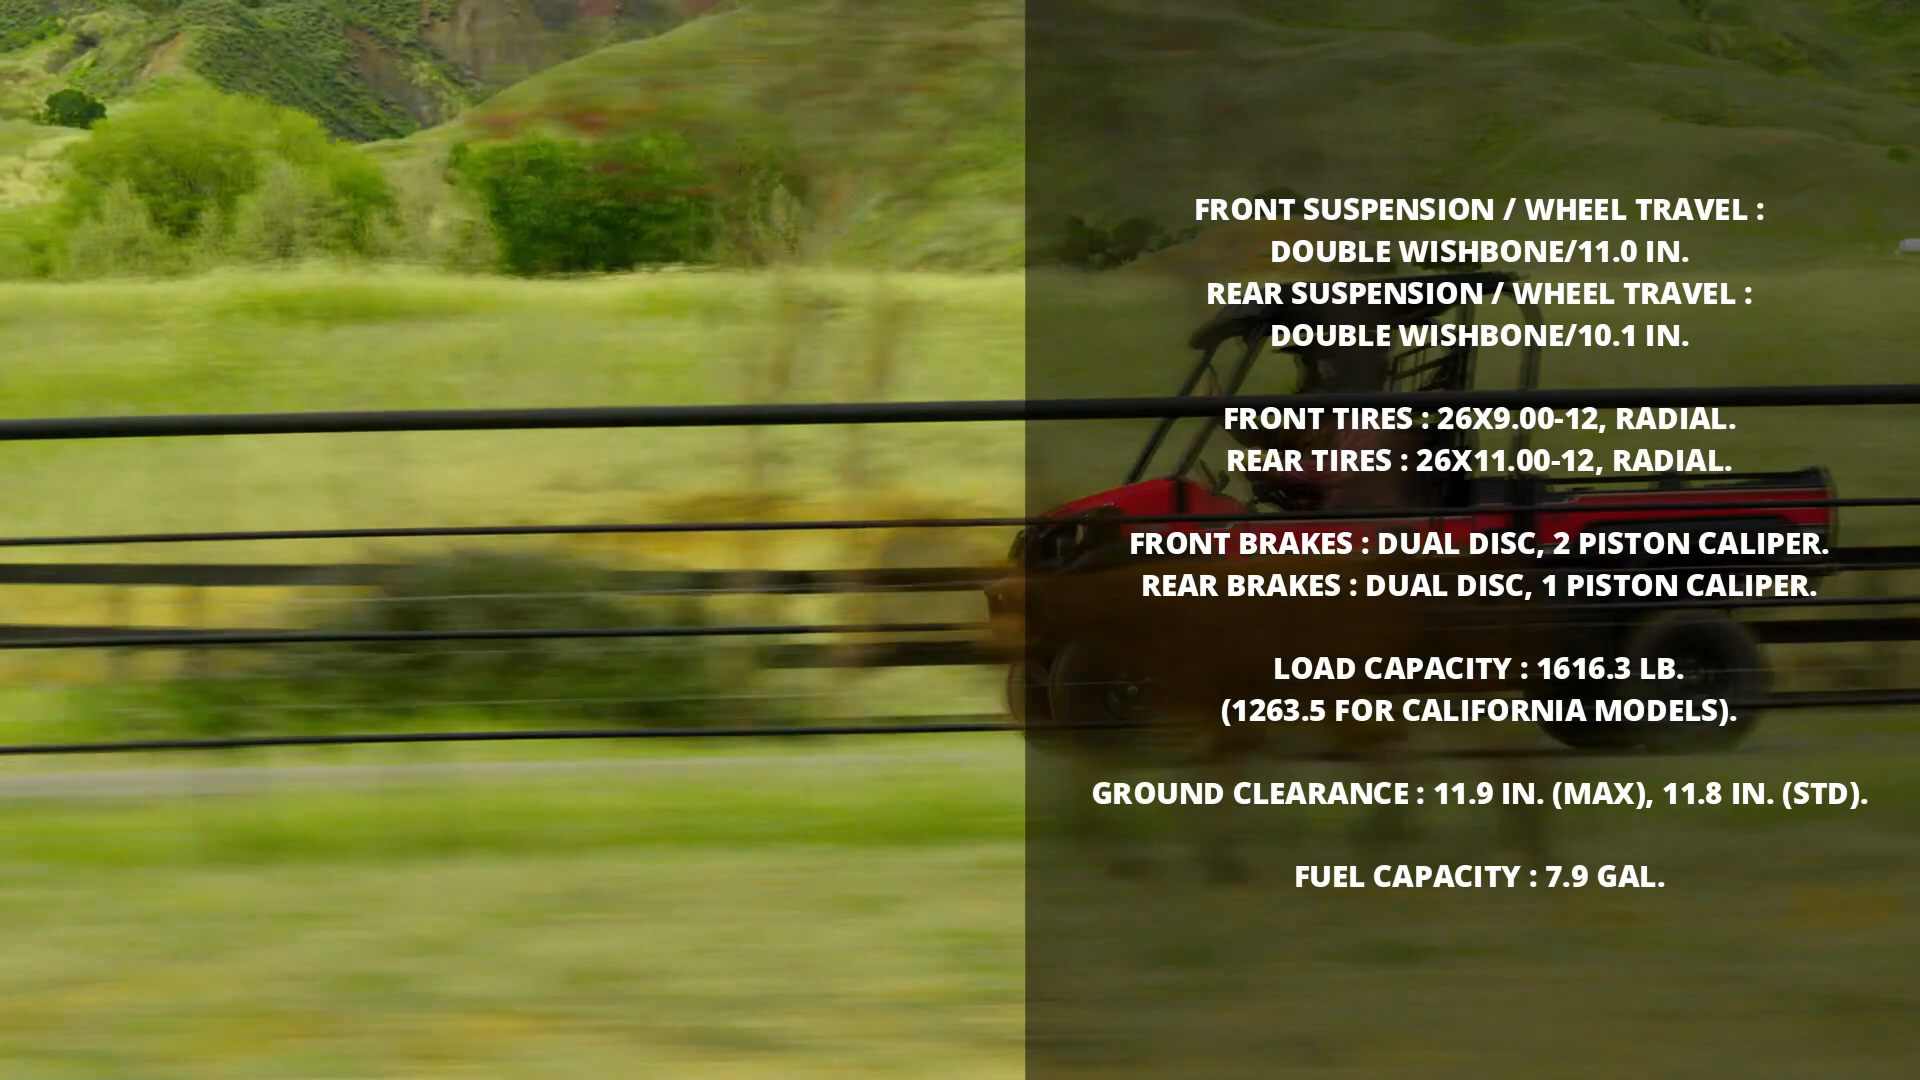 FRONT SUSPENSION / WHEEL TRAVEL :
DOUBLE WISHBONE/11.0 IN.
REAR SUSPENSION / WHEEL TRAVEL :
DOUBLE WISHBONE/10.1 IN.
FRONT TIRES : 26X9.00-12, RADIAL.
REAR TIRES : 26X11.00-12, RADIAL.
FRONT BRAKES : DUAL DISC, 2 PISTON CALIPER.
REAR BRAKES : DUAL DISC, 1 PISTON CALIPER.
LOAD CAPACITY : 1616.3 LB.
(1263.5 FOR CALIFORNIA MODELS).
GROUND CLEARANCE : 11.9 IN. (MAX), 11.8 IN. (STD).
FUEL CAPACITY : 7.9 GAL.